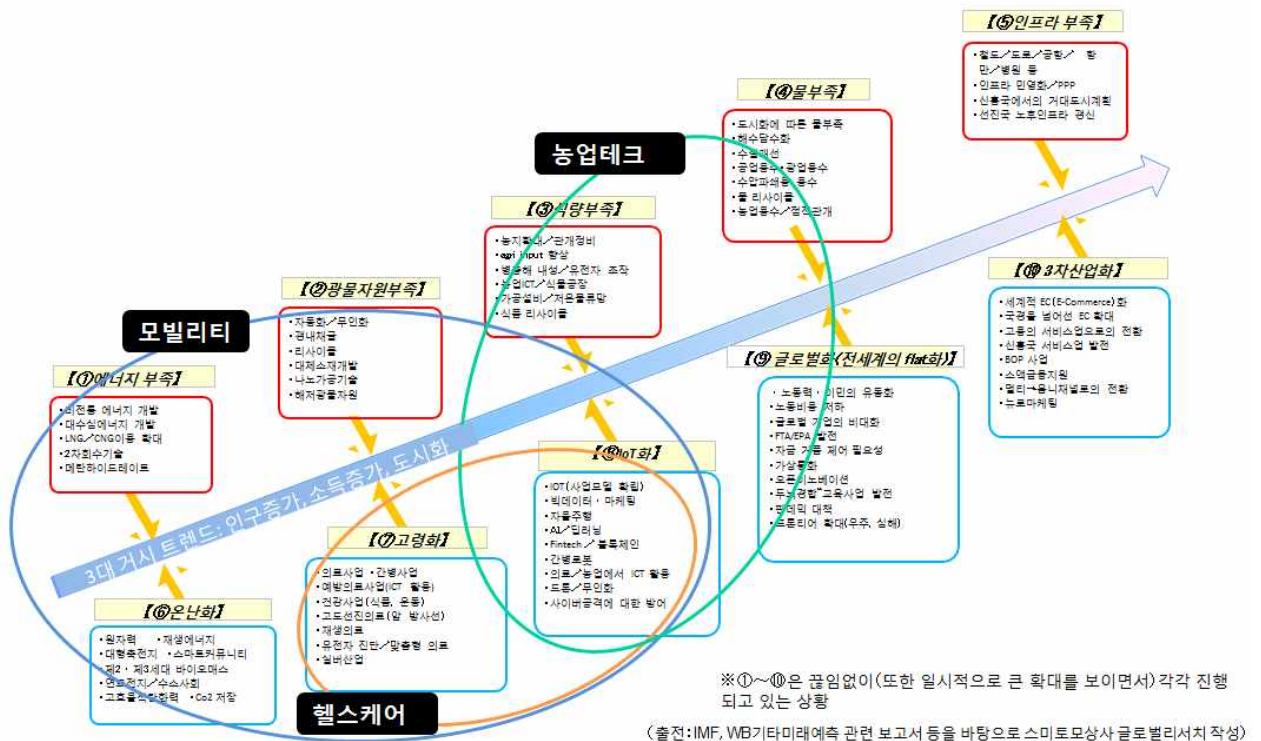 【⑤인프라 부족】
•철도/도로/공항/ 항
만/병원 등
•인프라 민영화/PPP
•신흥국에서의 거대도시계획
•선진국 노후인프라 갱신
【④물부족】
•도시화에 따른 물부족
•해수담수화
•수질개선
•공업용수•광업용수
•수압파쇄용 용수
•물 리사이클
•농업용수/점적관개
농업테크
【③식량부족】
•농지확대/관개정비
•agri input 향상
•병충해 내성/유전자 조작
•농업ICT/식물공장
•가공설비/저온물류망
•식품 리사이클
【②광물자원부족】
•자동화/무인화
•갱내채굴
•리사이클
•대체소재개발
•나노가공기술
•해저광물자원
모빌리티
【①에너지 부족】
•비전통 에너지 개발
•대수심에너지 개발
•LNG/CNG이용 확대
•2차회수기술
•메탄하이드레이트
3대 거시 트렌드: 인구증가, 소득증가, 도시화
【⑥온난화】
•원자력 •재생에너지
•대형축전지 •스마트커뮤니티
•제2 • 제3세대 바이오매스
•연료전지/수소사회
•고효율석탄화력 •Co2 저장
【⑦고령화】
•의료사업 •간병사업
•예방의료사업(ICT 활용)
•건강사업(식품, 운동)
•고도선진의료(암 방사선)
•재생의료
•유전자 진단/맞춤형 의료
•실버산업
헬스케어
【⑧IoT화】
•IOT(사업모델 확립)
•빅데이터 • 마케팅
•자율주행
•AI/딥러닝
•Fintech / 블록체인
•간병로봇
•의료/농업에서 ICT 활용
•드론/무인화
•사이버공격에 대한 방어
【⑨ 글로벌화(전세계의 flat화)】
• 노동력 • 이민의 유동화
•노동비용 저하
•글로벌 기업의 비대화
•FTA/EPA 발전
•자금 거품 제어 필요성
•가상통화
•오픈이노베이션
•두뇌경합"교육사업 발전
•팬데믹 대책
•프론티어 확대(우주, 심해)
【⑩ 3차산업화】
•세계적 EC(E-Commerce)화
•국경을 넘어선 EC 확대
•고등의 서비스업으로의 전환
•신흥국 서비스업 발전
•BOP 사업
•소액금융지원
•멀티→옴니채널로의 전환
•뉴로마케팅
※①~⑩은 끊임없이(또한 일시적으로 큰 확대를 보이면서)각각 진행
되고 있는 상황
(출전:IMF, WB기타미래예측 관련 보고서 등을 바탕으로 스미토모상사 글로벌리서치 작성)